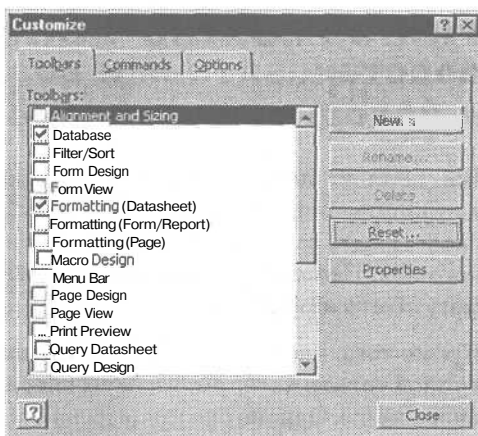 Customize
Toolbars Commands Options
Toolbars:
Alignment and Sizing
Database
Filter/Sort
Form Design
Form View
Formatting (Datasheet)
Formatting (Form/Report)
Formatting (Page)
Macro Design
Menu Bar
Page Design
Page View
Print Preview
Query Datasheet
Query Design
New...
Rename...
Delete
Reset...
Properties
Close